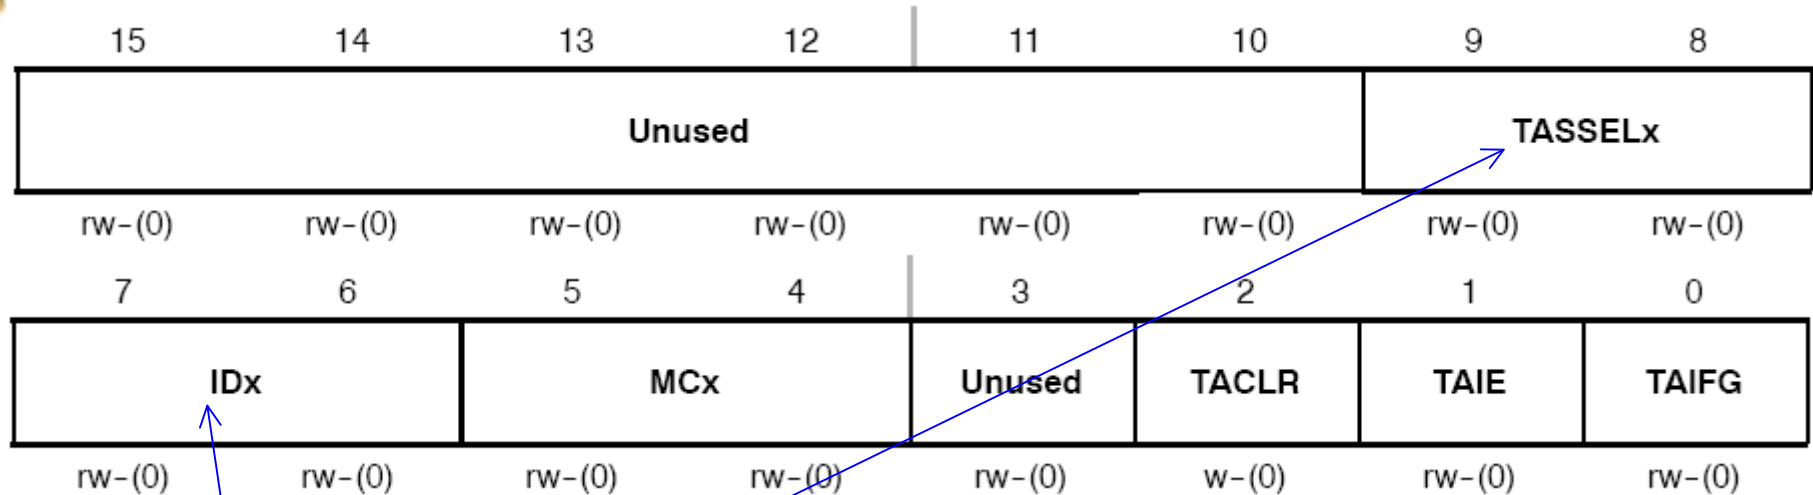 15 14 13 12 11 10 9 8
Unused TASSELx
rw-(0) rw-(0) rw-(0) rw-(0) rw-(0) rw-(0) rw-(0) rw-(0)
7 6 5 4 3 2 1 0
IDx MCx Unused TACLR TAIE TAIFG
rw-(0) rw-(0) rw-(0) rw-(0) rw-(0) w-(0) rw-(0) rw-(0)